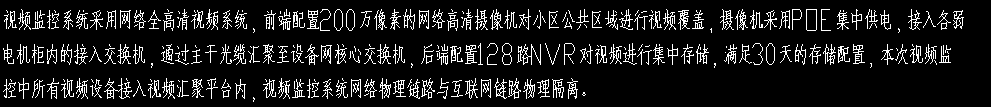 视频监控系统采用网络全高清视频系统，前端配置200万像素的网络高清摄像机对小区公共区域进行视频覆盖，摄像机采用P□E集中供电，接入各弱
电机柜内的接入交换机，通过主干光缆汇聚至设备网核心交换机，后端配置128路NVR对视频进行集中存储，满足30天的存储配置，本次视频监
控中所有视频设备接入视频汇聚平台内，视频监控系统网络物理链路与互联网链路物理隔离。